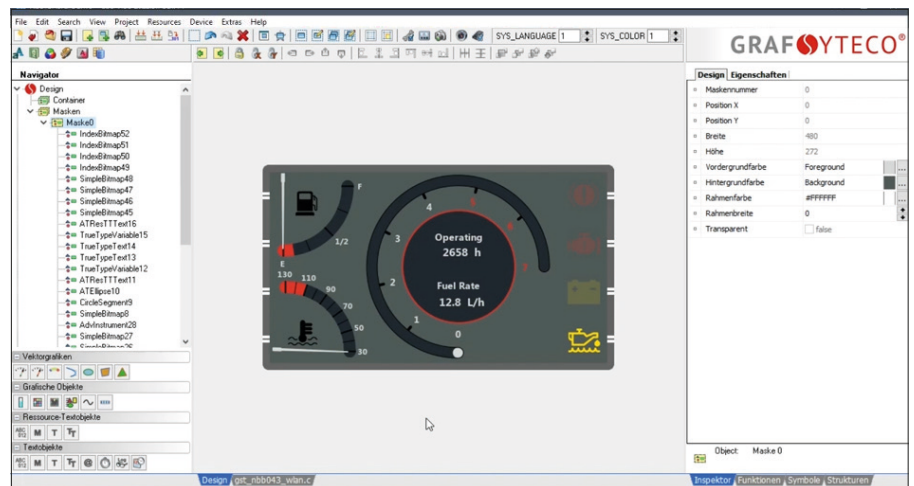 File Edit Search View Project Resources Device Extras Help
SYS_LANGUAGE 1 SYS_COLOR 1
GRAFSYTECO®
Navigator
Design
Container
Masken
Maske0
IndexBitmap52
IndexBitmap51
IndexBitmap50
IndexBitmap49
SimpleBitmap48
SimpleBitmap47
SimpleBitmap46
SimpleBitmap45
ATResTTText16
TrueTypeVariable15
TrueTypeText14
TrueTypeText13
TrueTypeVariable12
ATResTTText11
ATEllipse10
CircleSegment9
SimpleBitmap8
AdvInstrument28
SimpleBitmap27
Vektorgrafiken
Grafische Objekte
Ressource-Textobjekte
Textobjekte
F
1/2
E
130
110
90
70
50
30
0
1
2
3
4
5
6
7
Operating
2658 h
Fuel Rate
12.8 L/h
Design gst_nbb043_wlan.c
Design Eigenschaften
Maskennummer 0
Position X 0
Position Y 0
Breite 480
Höhe 272
Vordergrundfarbe Foreground
Hintergrundfarbe Background
Rahmenfarbe #FFFFFF
Rahmenbreite 0
Transparent false
Object: Maske 0
Inspektor Funktionen Symbole Strukturen